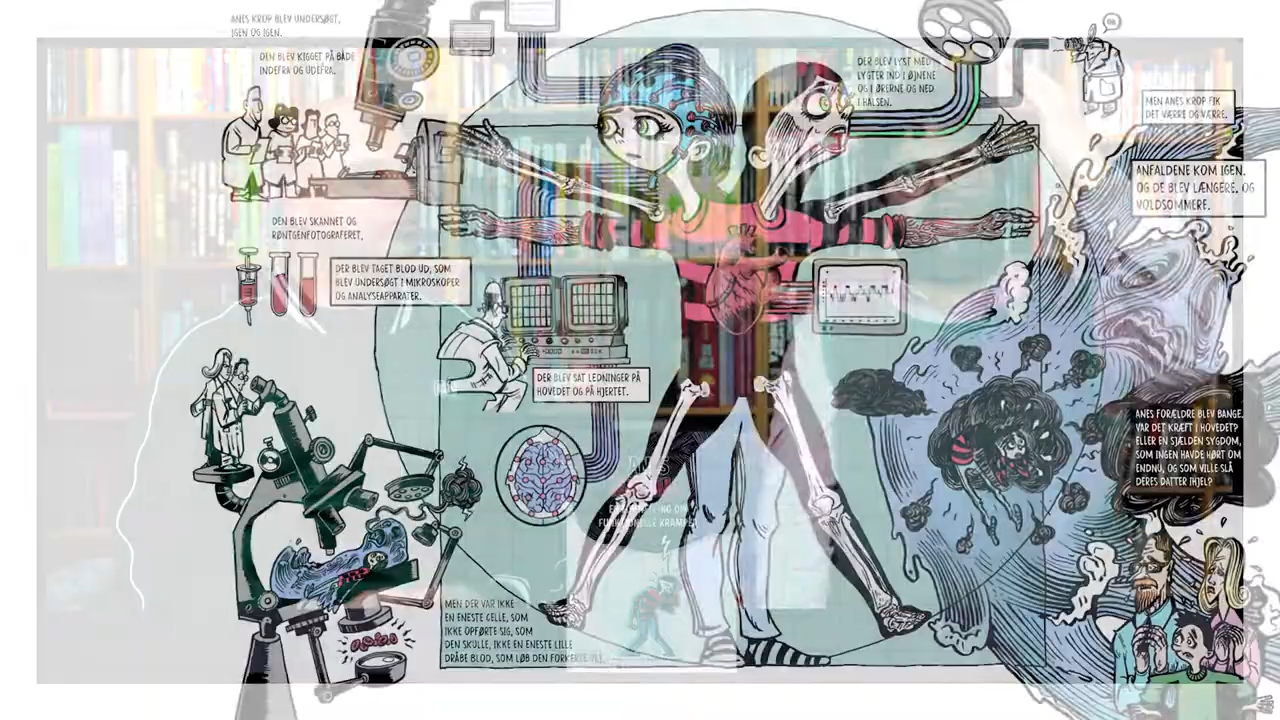 ANES KROP BLEV UNDERSØGT,
IGEN OG IGEN.
DEN BLEV KIGGET PÅ BÅDE
INDEFRA OG UDEFRA.
DER BLEV LYST MED
LYGTER IND I ØJNENE
OG I ØRERNE OG NED
I HALSEN.
MEN ANES KROP FIK
DET VÆRRE OG VÆRRE.
ANFALDENE KOM IGEN.
OG DE BLEV LÆNGERE. OG
VOLDSOMMERE.
DEN BLEV SKANNET OG
RØNTGENFOTOGRAFERET,
DER BLEV TAGET BLOD UD, SOM
BLEV UNDERSØGT I MIKROSKOPER
OG ANALYSEAPPARATER.
DER BLEV SAT LEDNINGER PÅ
HOVEDET OG PÅ HJERTET.
ANES FORÆLDRE BLEV BANGE.
VAR DET KRÆFT I HOVEDET?
ELLER EN SJÆLDEN SYGDOM,
SOM INGEN HAVDE HØRT OM
ENDNU, OG SOM VILLE SLÅ
DERES DATTER IHJEL?
FUNKTIONELLE KRAMPER
MEN DER VAR IKKE
EN ENESTE CELLE, SOM
IKKE OPFØRTE SIG, SOM
DEN SKULLE, IKKE EN ENESTE LILLE
DRÅBE BLOD, SOM LØB DEN FORKERTE VEJ.